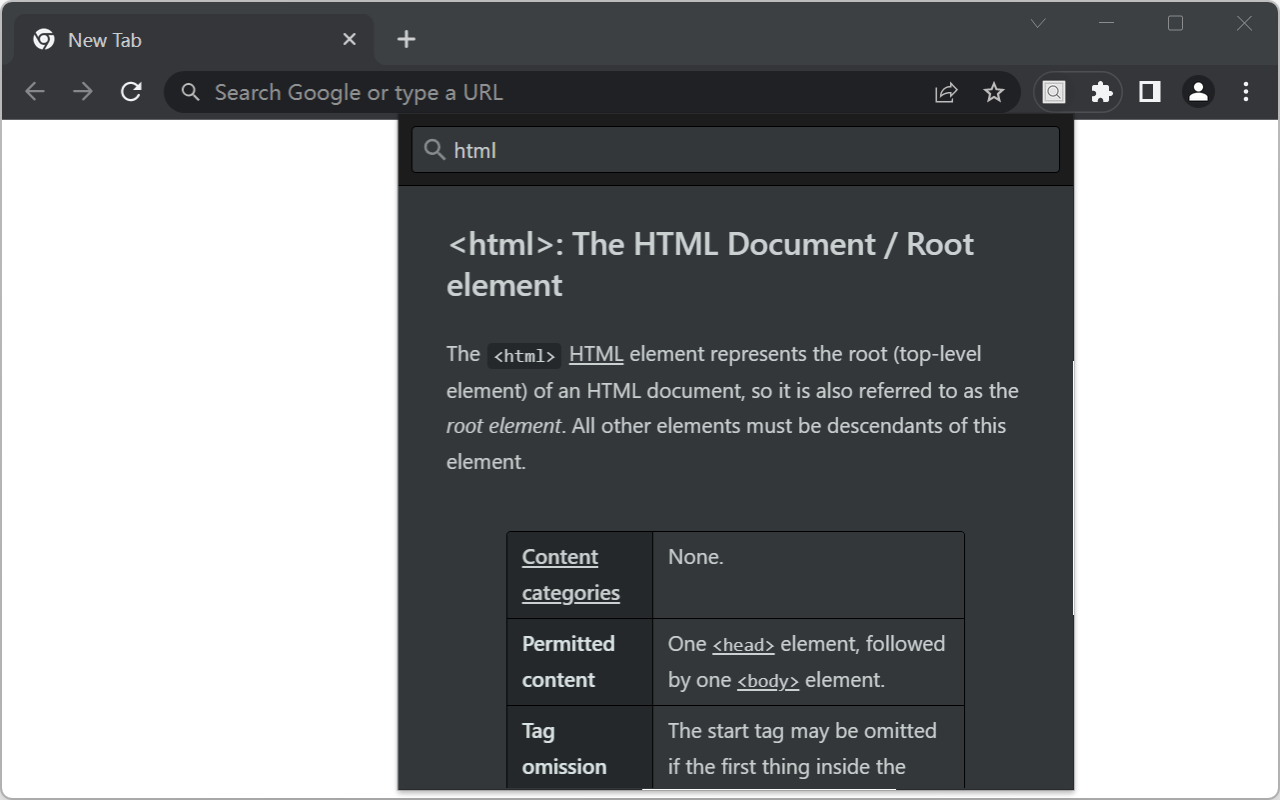 New Tab
Search Google or type a URL
html
<html>: The HTML Document / Root
element
The <html> HTML element represents the root (top-level
element) of an HTML document, so it is also referred to as the
root element. All other elements must be descendants of this
element.
Content None.
categories
Permitted One <head> element, followed
content by one <body> element.
Tag The start tag may be omitted
omission if the first thing inside the